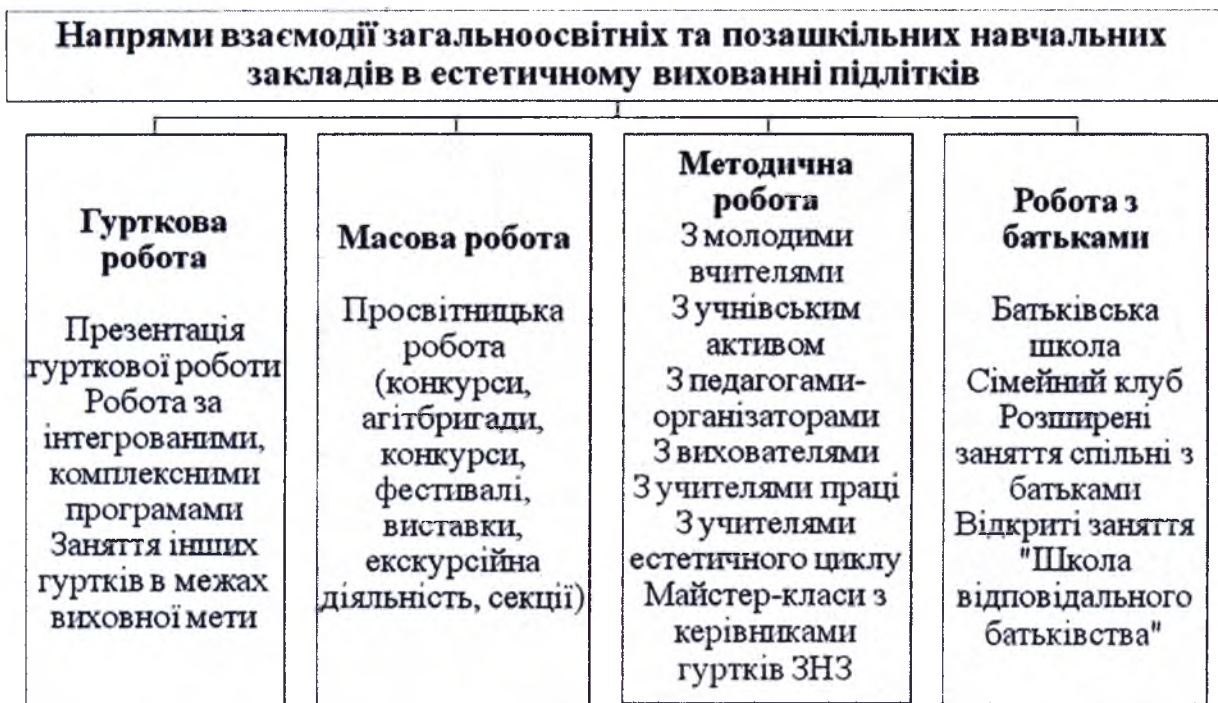 Напрями взаємодії загальноосвітніх та позашкільних навчальних
закладів в естетичному вихованні підлітків
Гурткова
робота
Презентація
гурткової роботи
Робота за
інтегрованими,
комплексними
програмами
Заняття інших
гуртків в межах
виховної мети
Масова робота
Просвітницька
робота
(конкурси,
агітбригади,
конкурси,
фестивалі,
виставки,
екскурсійна
діяльність, секції)
Методична
робота
З молодими
вчителями
З учнівським
активом
З педагогами-
організаторами
З вихователями
З учителями праці
З учителями
естетичного циклу
Майстер-класи з
керівниками
гуртків ЗНЗ
Робота з
батьками
Батьківська
школа
Сімейний клуб
Розширені
заняття спільні з
батьками
Відкриті заняття
"Школа
відповідального
батьківства"